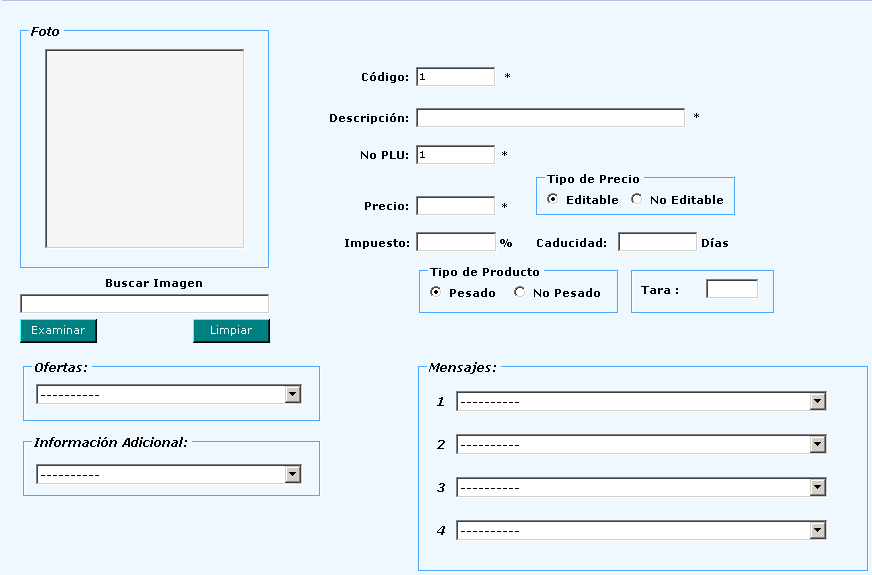 Foto
Código: 1 *
Descripción: *
No PLU: 1 *
Tipo de Precio
Precio: * Editable No Editable
Impuesto: % Caducidad: Días
Tipo de Producto
Pesado No Pesado Tara :
Buscar Imagen
Examinar Limpiar
Ofertas:
----------
Información Adicional:
----------
Mensajes:
1 ----------
2 ----------
3 ----------
4 ----------